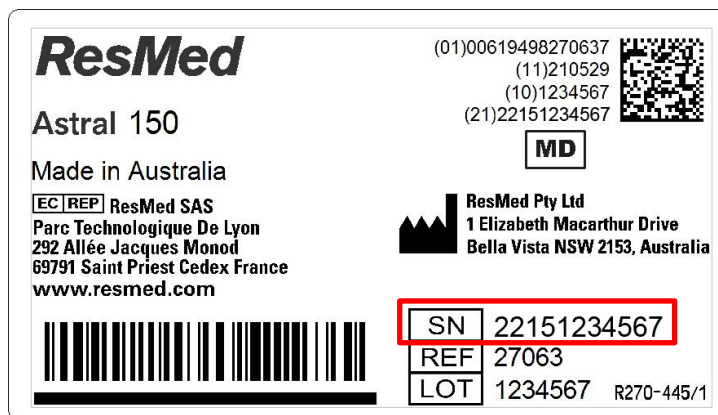 ResMed
(01)00619498270637
(11)210529
(10)1234567
(21)22151234567
Astral 150
MD
Made in Australia
EC REP ResMed SAS
Parc Technologique De Lyon
292 Allée Jacques Monod
69791 Saint Priest Cedex France
www.resmed.com
ResMed Pty Ltd
1 Elizabeth Macarthur Drive
Bella Vista NSW 2153, Australia
SN 22151234567
REF 27063
LOT 1234567 R270-445/1